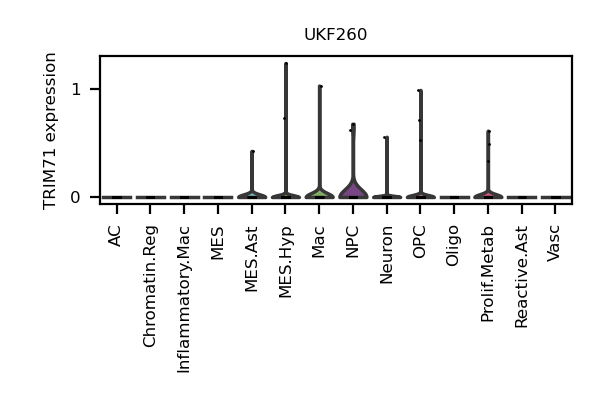 UKF260
TRIM71 expression
1
0
AC
Chromatin.Reg
Inflammatory.Mac
MES
MES.Ast
MES.Hyp
Mac
NPC
Neuron
OPC
Oligo
Prolif.Metab
Reactive.Ast
Vasc